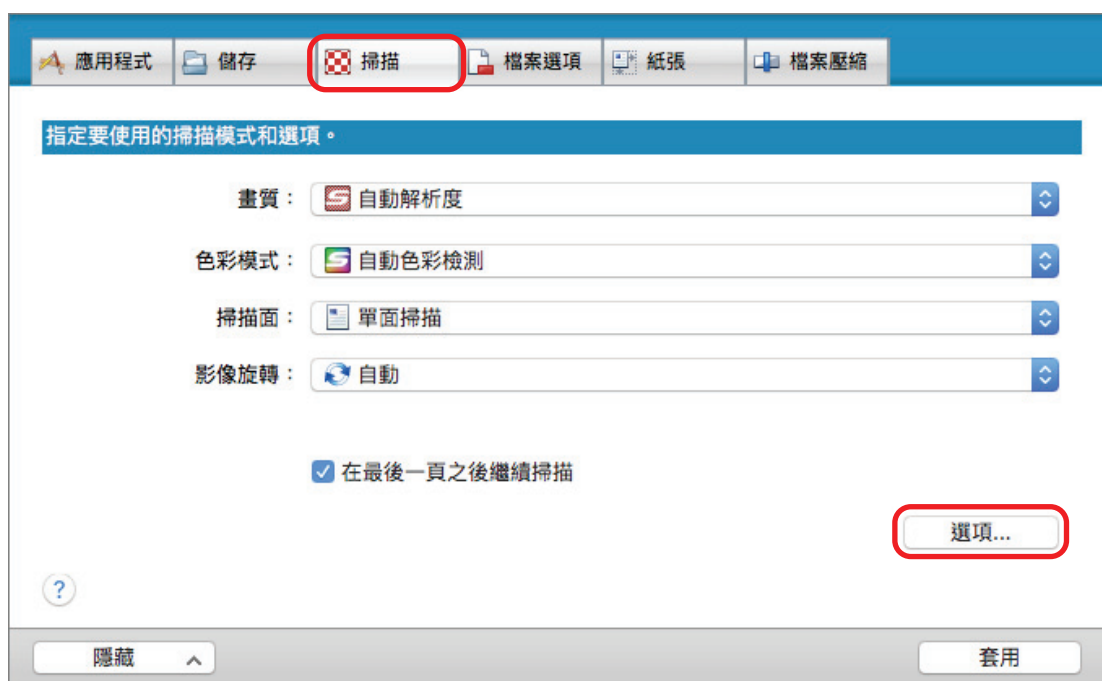 應用程式 儲存 掃描 檔案選項 紙張 檔案壓縮
指定要使用的掃描模式和選項。
畫質： 自動解析度
色彩模式： 自動色彩檢測
掃描面： 單面掃描
影像旋轉： 自動
在最後一頁之後繼續掃描
選項...
?
隱藏 套用